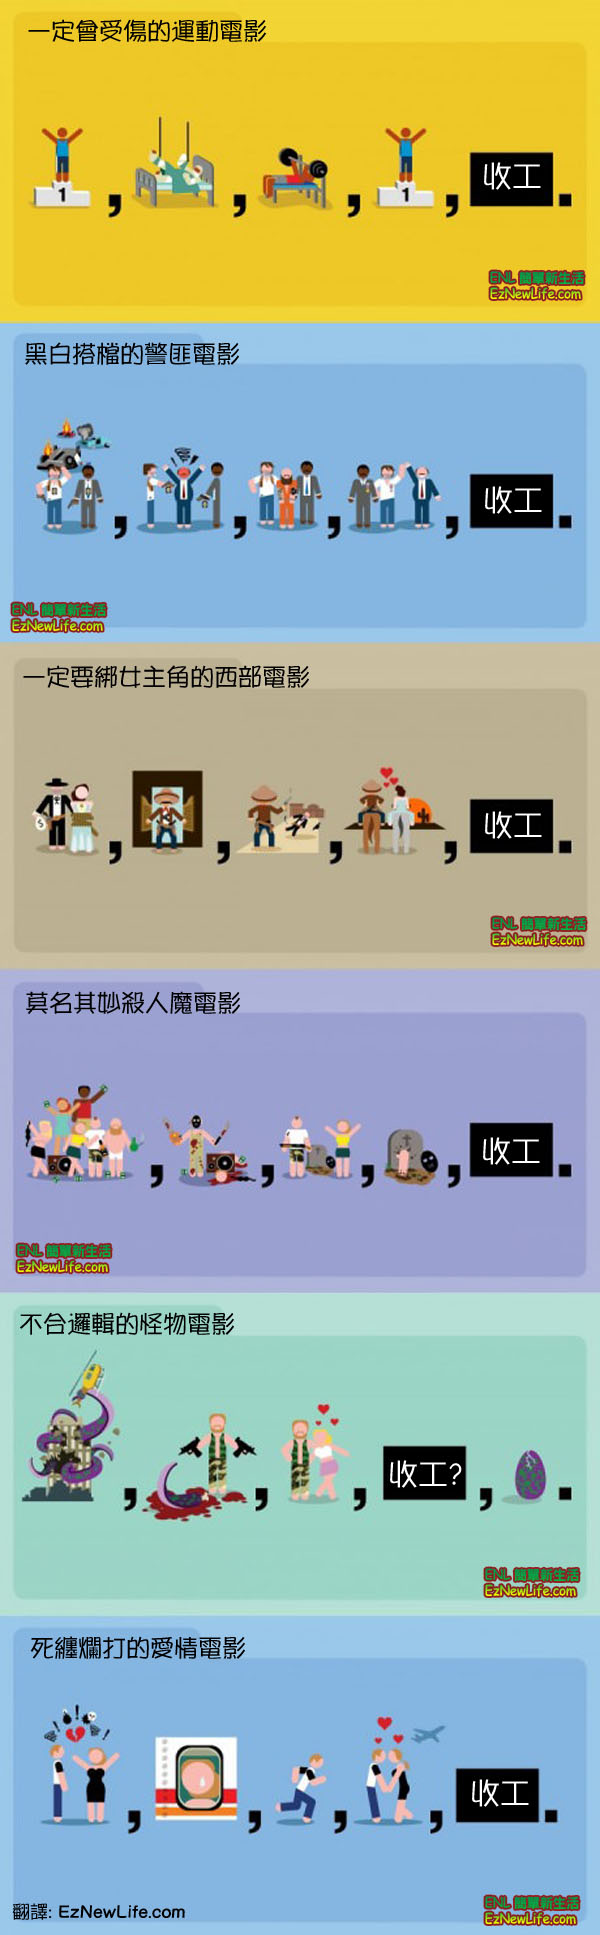 一定會受傷的運動電影
1
,
,
,
1
,
收工
.
ENL 簡單新生活
EzNewLife.com
黑白搭檔的警匪電影
,
,
,
,
收工
.
ENL 簡單新生活
EzNewLife.com
一定要綁女主角的西部電影
$
,
,
,
,
收工
.
ENL 簡單新生活
EzNewLife.com
莫名其妙殺人魔電影
,
,
,
,
收工
.
ENL 簡單新生活
EzNewLife.com
不合邏輯的怪物電影
,
,
,
收工?
,
.
ENL 簡單新生活
EzNewLife.com
死纏爛打的愛情電影
,
,
,
,
收工
.
ENL 簡單新生活
EzNewLife.com
翻譯: EzNewLife.com